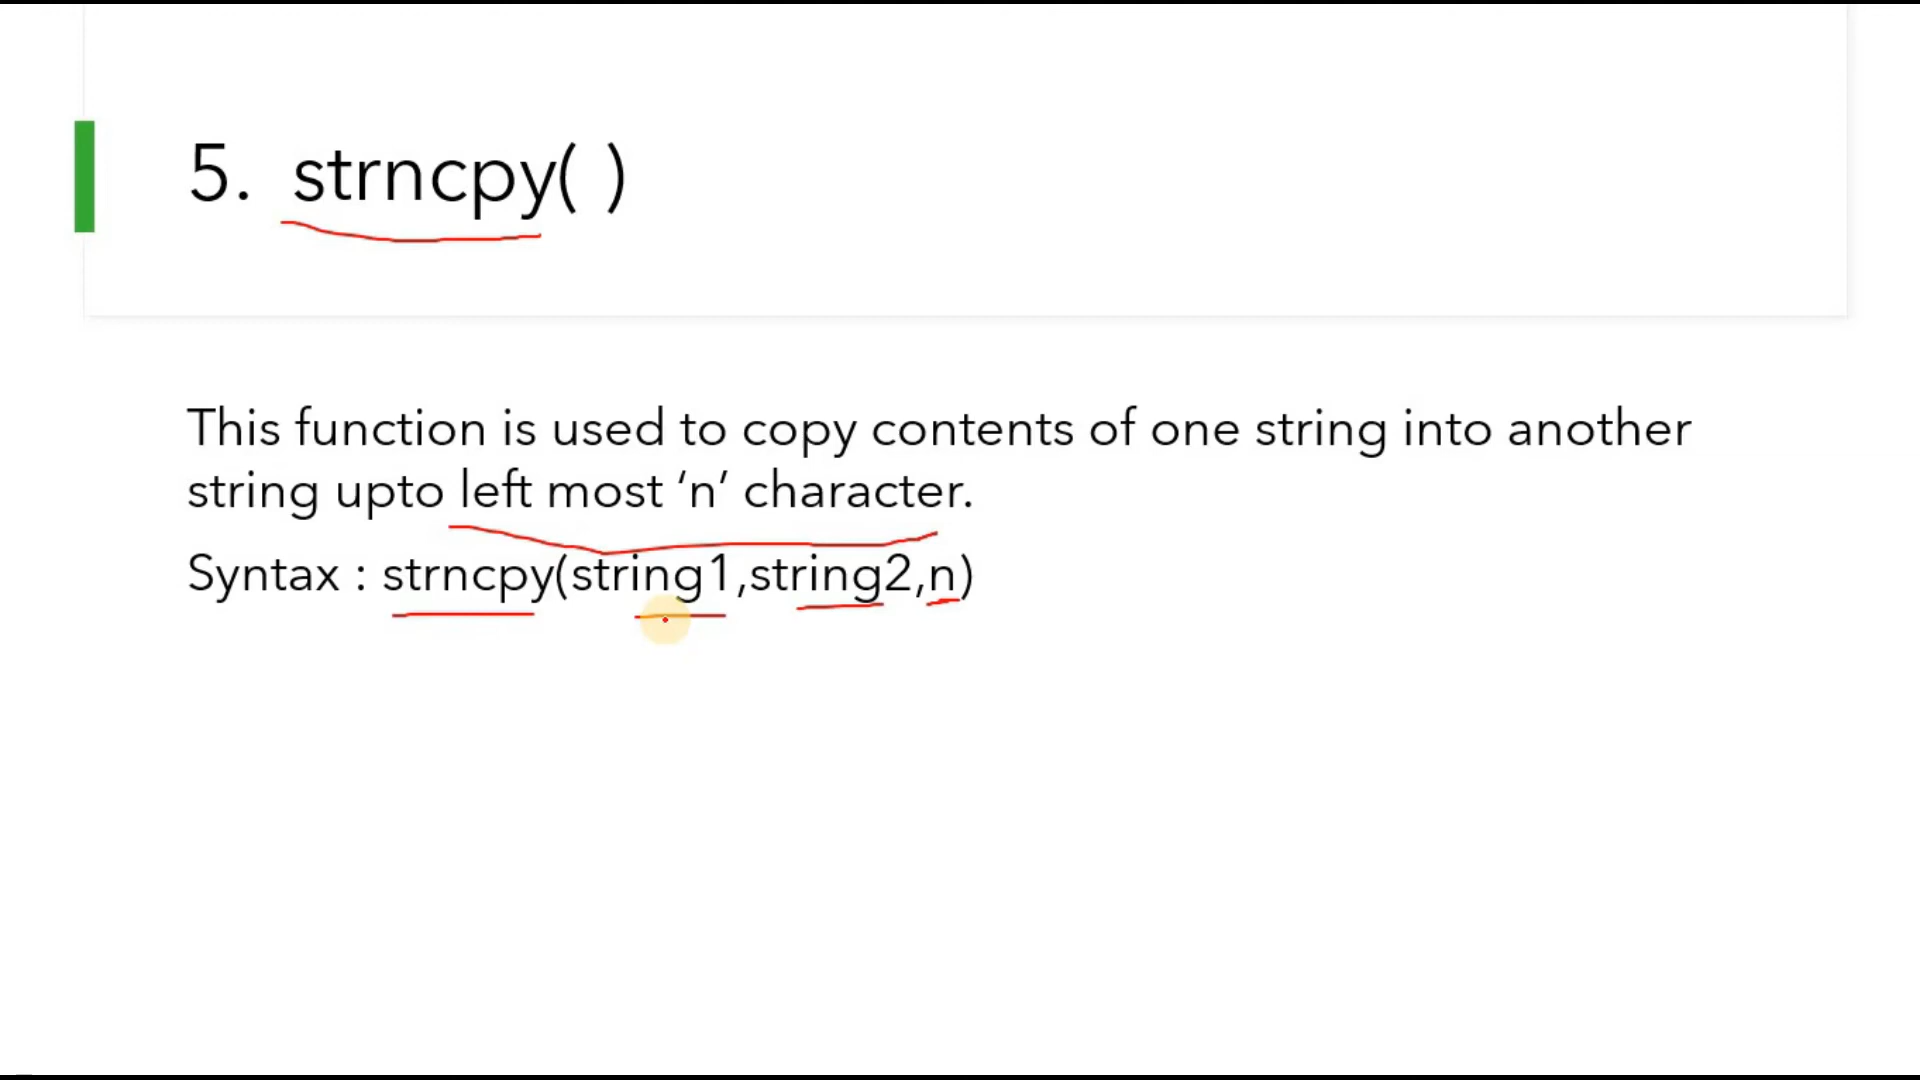 5. strncpy( )
This function is used to copy contents of one string into another
string upto left most ‘n’ character.
Syntax : strncpy(string1,string2,n)